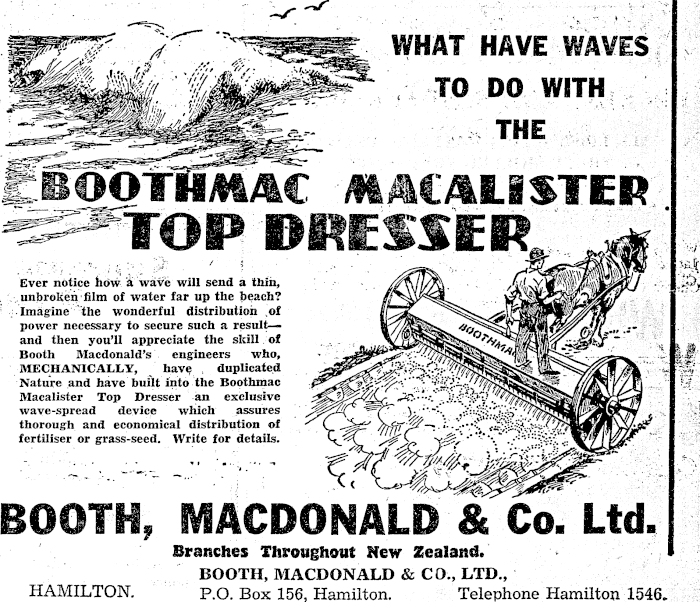 WHAT HAVE WAVES
TO DO WITH
THE
BOOTHMAC MACALISTER
TOP DRESSER
Ever notice how a wave will send a thin,
unbroken film of water far up the beach?
Imagine the wonderful distribution of
power necessary to secure such a result—
and then you'll appreciate the skill of
Booth Macdonald's engineers who,
MECHANICALLY, have duplicated
Nature and have built into the Boothmac
Macalister Top Dresser an exclusive
wave-spread device which assures
thorough and economical distribution of
fertiliser or grass-seed. Write for details.
BOOTHMAC
BOOTH, MACDONALD & Co. Ltd.
Branches Throughout New Zealand.
BOOTH, MACDONALD & CO., LTD.,
HAMILTON. P.O. Box 156, Hamilton. Telephone Hamilton 1546.